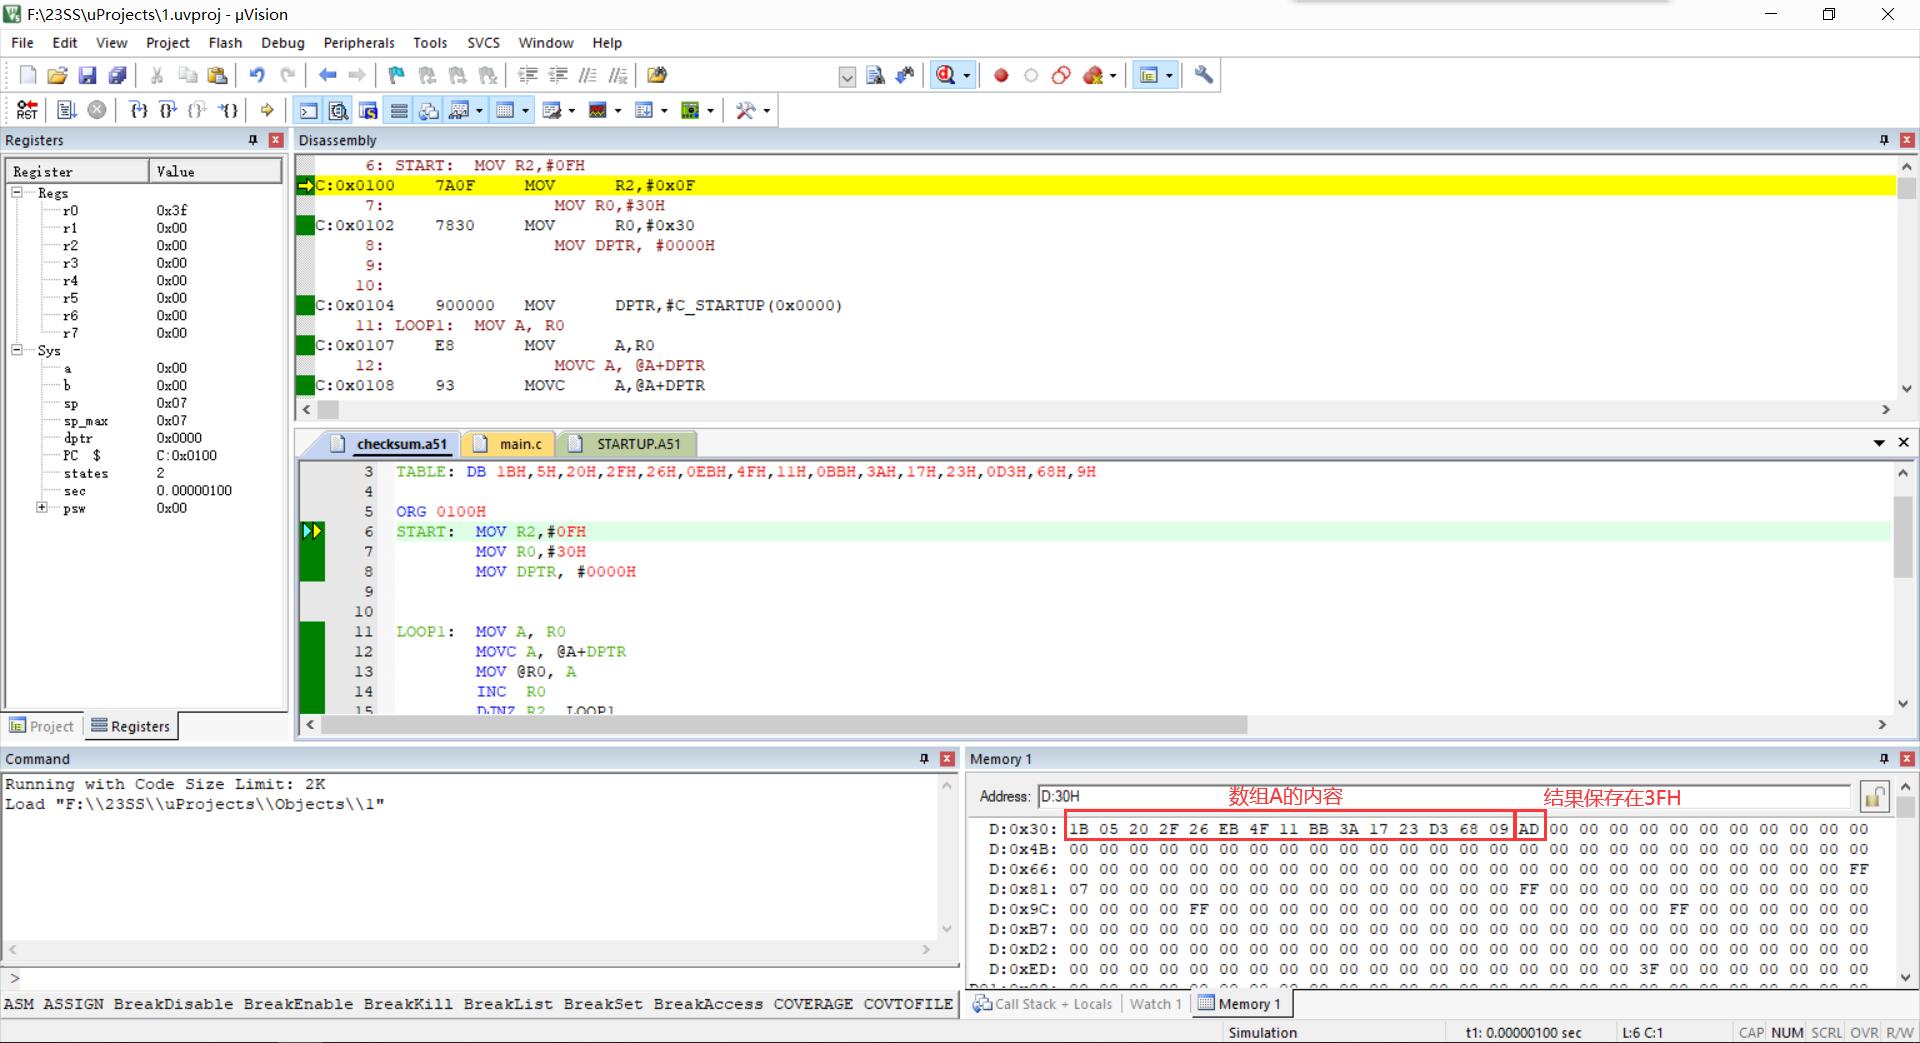 F:\23SS\uProjects\1.uvproj - µVision
File Edit View Project Flash Debug Peripherals Tools SVCS Window Help
RST
Registers
Register Value
Regs
r0 0x3f
r1 0x00
r2 0x00
r3 0x00
r4 0x00
r5 0x00
r6 0x00
r7 0x00
Sys
a 0x00
b 0x00
sp 0x07
sp_max 0x07
dptr 0x0000
PC $ C:0x0100
states 2
sec 0.00000100
psw 0x00
Project Registers
Disassembly
6: START: MOV R2,#0FH
C:0x0100 7A0F MOV R2,#0x0F
7: MOV R0,#30H
C:0x0102 7830 MOV R0,#0x30
8: MOV DPTR, #0000H
9:
10:
C:0x0104 900000 MOV DPTR,#C_STARTUP(0x0000)
11: LOOP1: MOV A, R0
C:0x0107 E8 MOV A,R0
12: MOVC A, @A+DPTR
C:0x0108 93 MOVC A,@A+DPTR
checksum.a51 main.c STARTUP.A51
3 TABLE: DB 1BH,5H,20H,2FH,26H,0EBH,4FH,11H,0BBH,3AH,17H,23H,0D3H,68H,9H
4
5 ORG 0100H
6 START: MOV R2,#0FH
7 MOV R0,#30H
8 MOV DPTR, #0000H
9
10
11 LOOP1: MOV A, R0
12 MOVC A, @A+DPTR
13 MOV @R0, A
14 INC R0
15 DJNZ R2, LOOP1
Command
Running with Code Size Limit: 2K
Load "F:\\23SS\\uProjects\\Objects\\1"
>
ASM ASSIGN BreakDisable BreakEnable BreakKill BreakList BreakSet BreakAccess COVERAGE COVTOFILE
Memory 1
Address: D:30H
数组A的内容
结果保存在3FH
D:0x30: 1B 05 20 2F 26 EB 4F 11 BB 3A 17 23 D3 68 09 AD 00 00 00 00 00 00 00 00 00 00 00
D:0x4B: 00 00 00 00 00 00 00 00 00 00 00 00 00 00 00 00 00 00 00 00 00 00 00 00 00 00 00
D:0x66: 00 00 00 00 00 00 00 00 00 00 00 00 00 00 00 00 00 00 00 00 00 00 00 00 00 00 FF
D:0x81: 07 00 00 00 00 00 00 00 00 00 00 00 00 00 00 FF 00 00 00 00 00 00 00 00 00 00 00
D:0x9C: 00 00 00 00 FF 00 00 00 00 00 00 00 00 00 00 00 00 00 00 00 FF 00 00 00 00 00 00
D:0xB7: 00 00 00 00 00 00 00 00 00 00 00 00 00 00 00 00 00 00 00 00 00 00 00 00 00 00 00
D:0xD2: 00 00 00 00 00 00 00 00 00 00 00 00 00 00 00 00 00 00 00 00 00 00 00 00 00 00 00
D:0xED: 00 00 00 00 00 00 00 00 00 00 00 00 00 00 00 00 00 00 00 3F 00 00 00 00 00 00 00
Call Stack + Locals Watch 1 Memory 1
Simulation t1: 0.00000100 sec L:6 C:1 CAP NUM SCRL OVR R/W